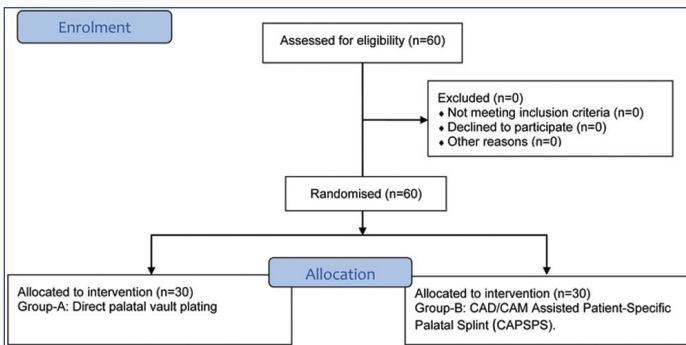 Enrolment
Assessed for eligibility (n=60)
Excluded (n=0)
♦ Not meeting inclusion criteria (n=0)
♦ Declined to participate (n=0)
♦ Other reasons (n=0)
Randomised (n=60)
Allocation
Allocated to intervention (n=30)
Group-A: Direct palatal vault plating
Allocated to intervention (n=30)
Group-B: CAD/CAM Assisted Patient-Specific
Palatal Splint (CAPSPS).